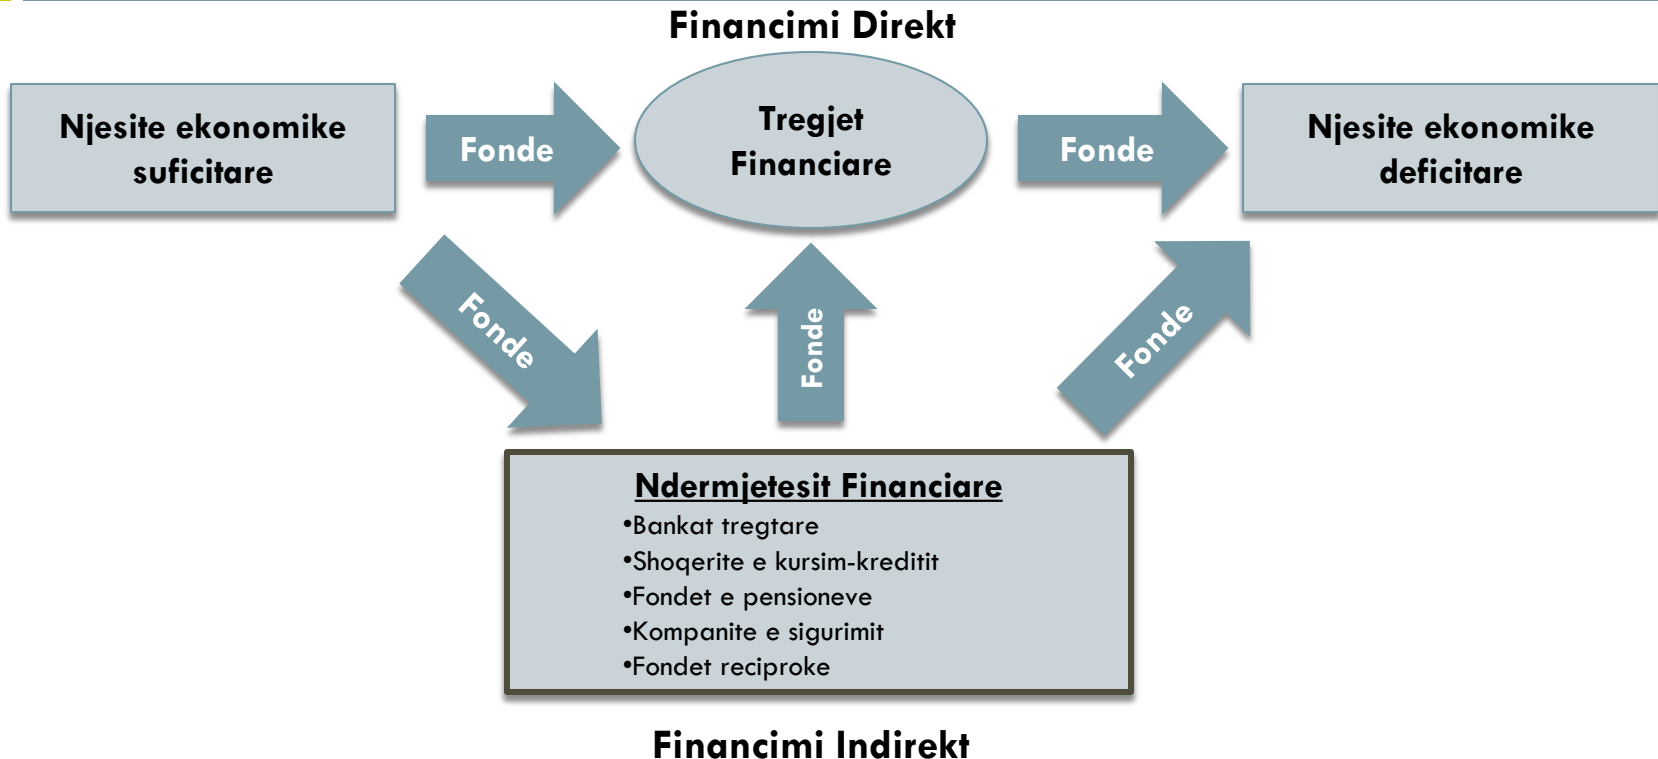 Financimi Direkt
Njesite ekonomike
suficitare
Fonde
Tregjet
Financiare
Fonde
Njesite ekonomike
deficitare
Fonde
Fonde
Fonde
Ndermjetesit Financiare
•Bankat tregtare
•Shoqerite e kursim-kreditit
•Fondet e pensioneve
•Kompanite e sigurimit
•Fondet reciproke
Financimi Indirekt